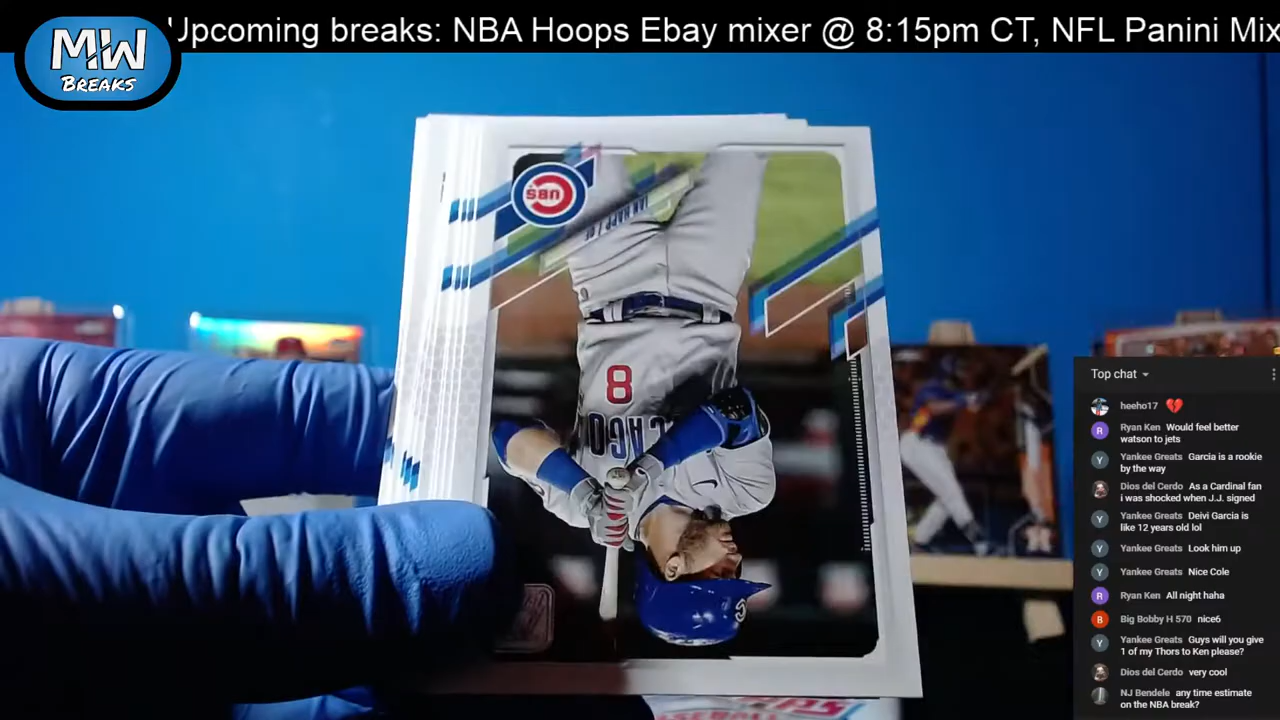 Upcoming breaks: NBA Hoops Ebay mixer @ 8:15pm CT, NFL Panini Mix
MW
BREAKS
CUBS
IAN HAPP / OF
8
CAGO
Top chat
heeho17 💔
Ryan Ken Would feel better
watson to jets
Yankee Greats Garcia is a rookie
by the way
Dios del Cerdo As a Cardinal fan
i was shocked when J.J. signed
Yankee Greats Deivi Garcia is
like 12 years old lol
Yankee Greats Look him up
Yankee Greats Nice Cole
Ryan Ken All night haha
Big Bobby H 570 nice6
Yankee Greats Guys will you give
1 of my Thors to Ken please?
Dios del Cerdo very cool
NJ Bendele any time estimate
on the NBA break?